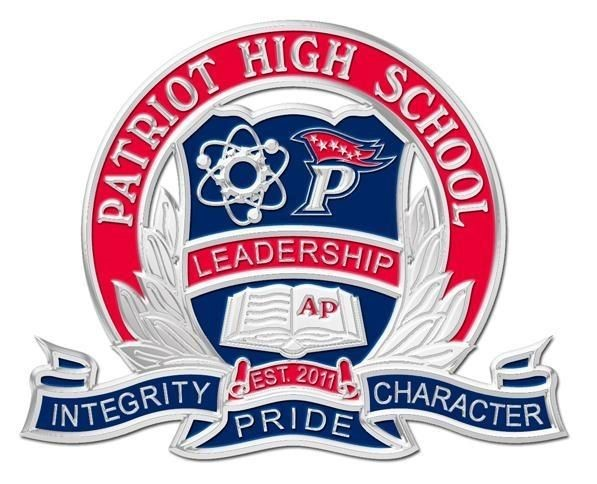 PATRIOT HIGH SCHOOL
P
LEADERSHIP
AP
EST. 2011
INTEGRITY
PRIDE
CHARACTER